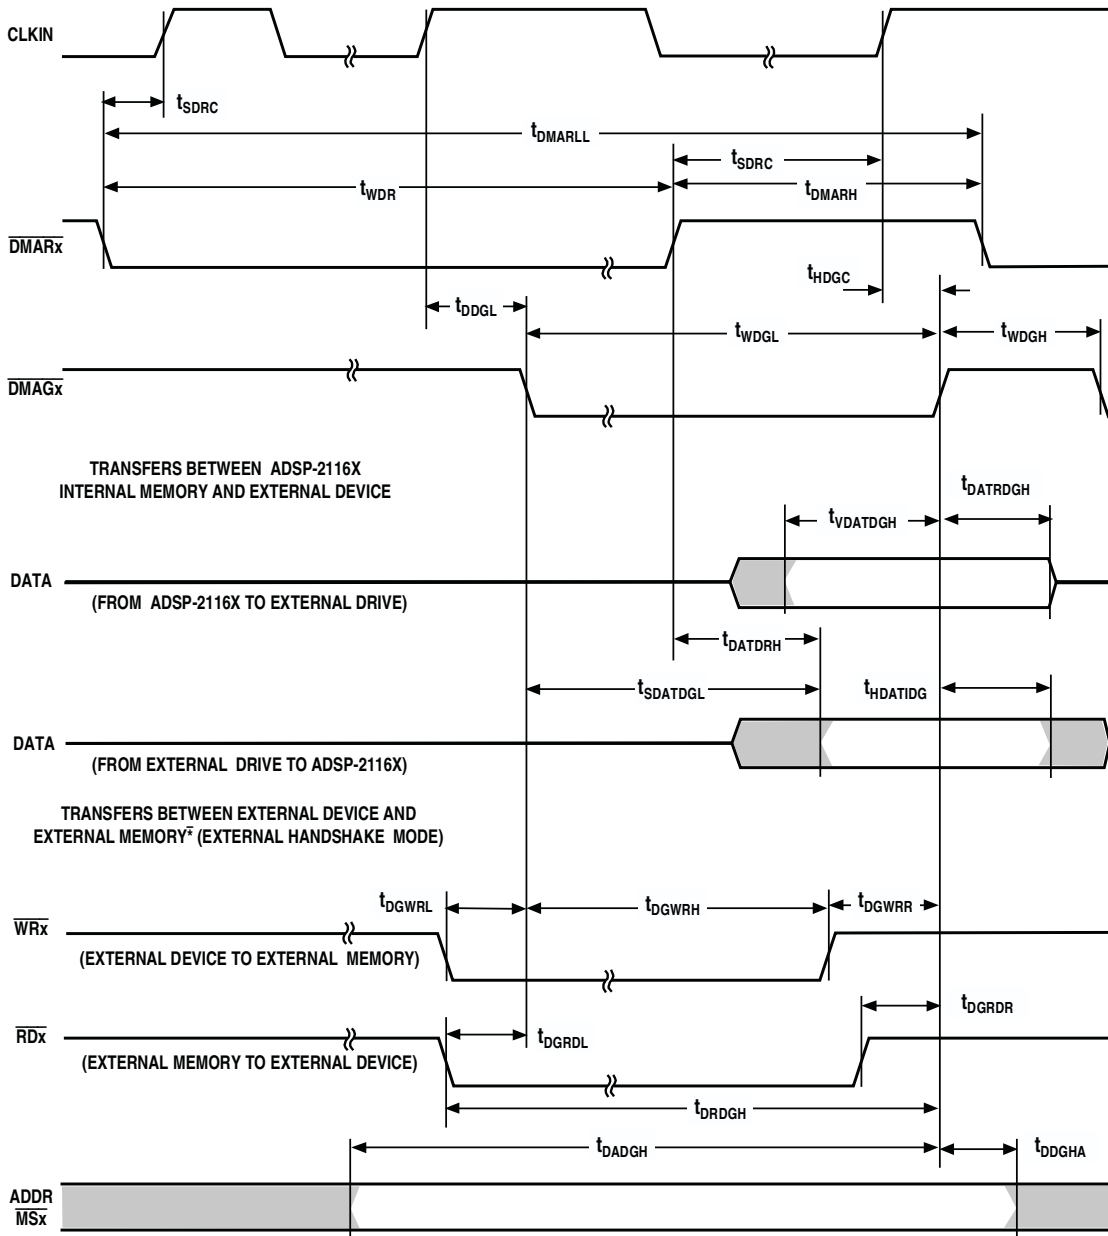 CLKIN
tSDRC
tDMARLL
tSDRC
tWDR
tDMARH
DMARx
tHDGC
tDDGL
tWDGL
tWDGH
DMAGx
TRANSFERS BETWEEN ADSP-2116X
INTERNAL MEMORY AND EXTERNAL DEVICE
tDATRDGH
tVDATDGH
DATA
(FROM ADSP-2116X TO EXTERNAL DRIVE)
tDATDRH
tSDATDGL
tHDATIDG
DATA
(FROM EXTERNAL DRIVE TO ADSP-2116X)
TRANSFERS BETWEEN EXTERNAL DEVICE AND
EXTERNAL MEMORY* (EXTERNAL HANDSHAKE MODE)
tDGWRL
tDGWRH
tDGWRR
WRx
(EXTERNAL DEVICE TO EXTERNAL MEMORY)
tDGRDR
RDx
tDGRDL
(EXTERNAL MEMORY TO EXTERNAL DEVICE)
tDRDGH
tDADGH
tDDGHA
ADDR
MSx